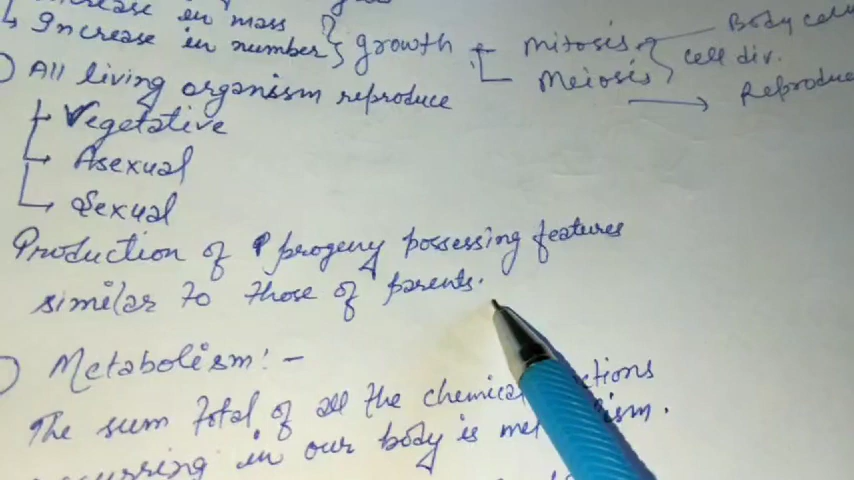 Increase in mass
Increase in number } growth
Mitosis
Meiosis
cell div.
Body
All living organism reproduce
Vegetative
Asexual
Sexual
Production of progeny possessing features
similar to those of parents.
Metabolism:-
The sum total of all the chemical
in our body is